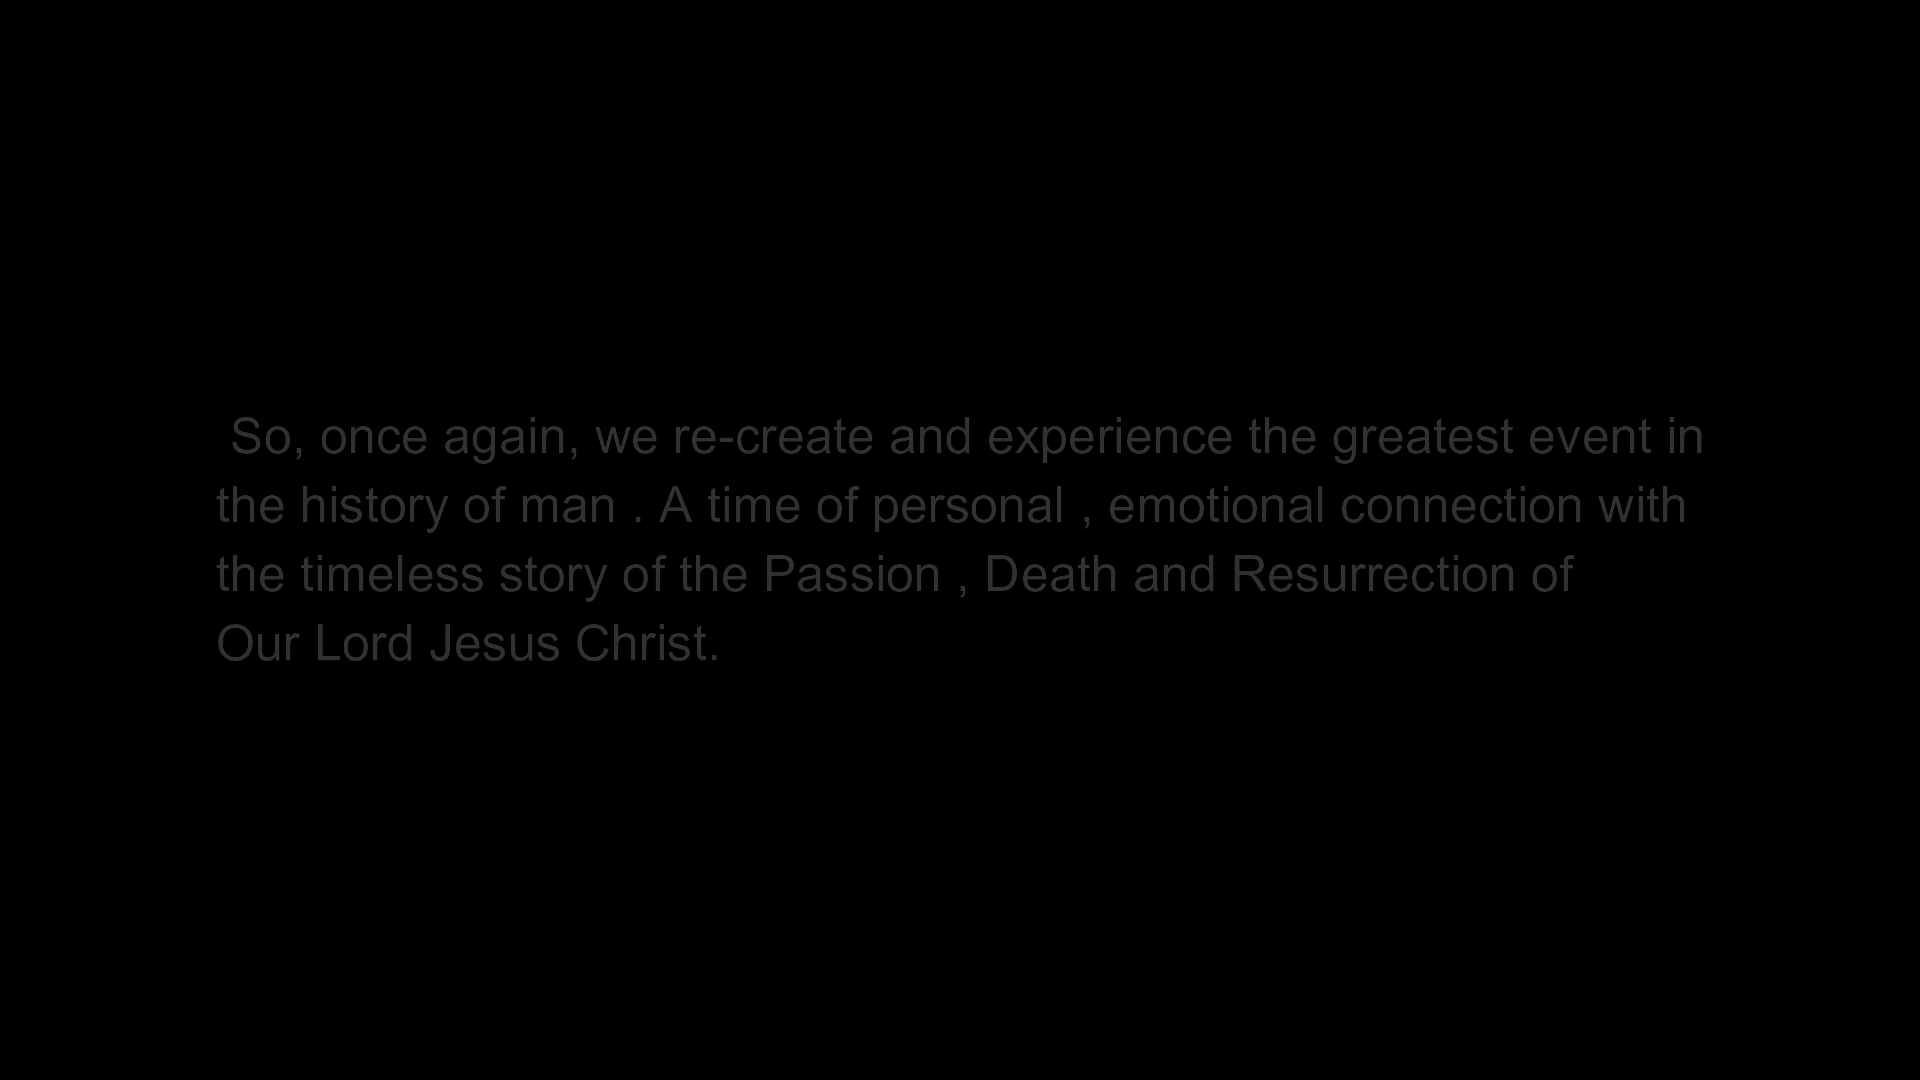 So, once again, we re-create and experience the greatest event in
the history of man . A time of personal , emotional connection with
the timeless story of the Passion , Death and Resurrection of
Our Lord Jesus Christ.